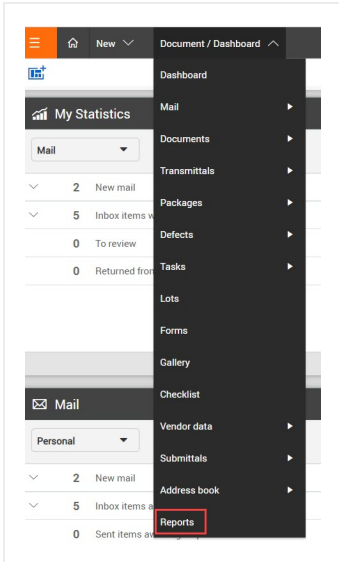 New
Document / Dashboard
Dashboard
My Statistics
Mail
Mail
Documents
Transmittals
2 New mail
Packages
5 Inbox items
Defects
0 To review
0 Returned
Tasks
Lots
Forms
Gallery
Mail
Checklist
Personal
Vendor data
2 New mail
Submittals
5 Inbox items
Address book
0 Sent items
Reports